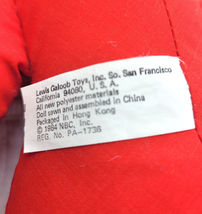 Lewis Galoob Toys, Inc. So. San Francisco
California 94080, U. S. A.
All new polyester materials
Doll sewn and assembled in China
Packed in Hong Kong
© 1984 NBC, Inc.
REG. No. PA-1736